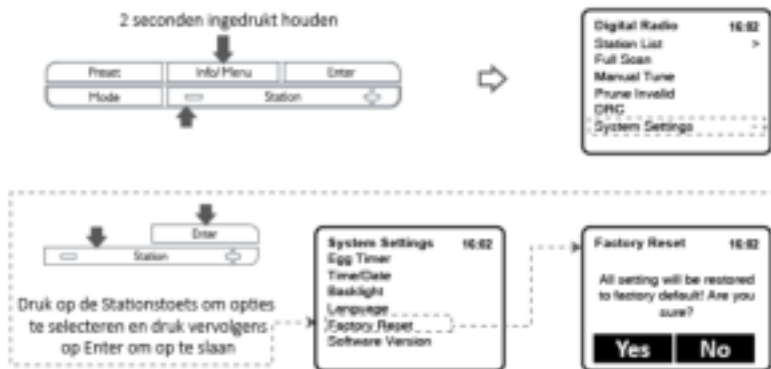 2 seconden ingedrukt houden
Preset Info/Menu Enter
Mode Station
Digital Radio 16:02
Station List >
Full Scan
Manual Tune
Prune Invalid
DRC
System Settings
Enter
Station
Druk op de Stationstoets om opties
te selecteren en druk vervolgens
op Enter om op te slaan
System Settings 16:02
Egg Timer
Time/Date
Backlight
Language
Factory Reset
Software Version
Factory Reset 16:02
All setting will be restored
to factory default! Are you
sure?
Yes No